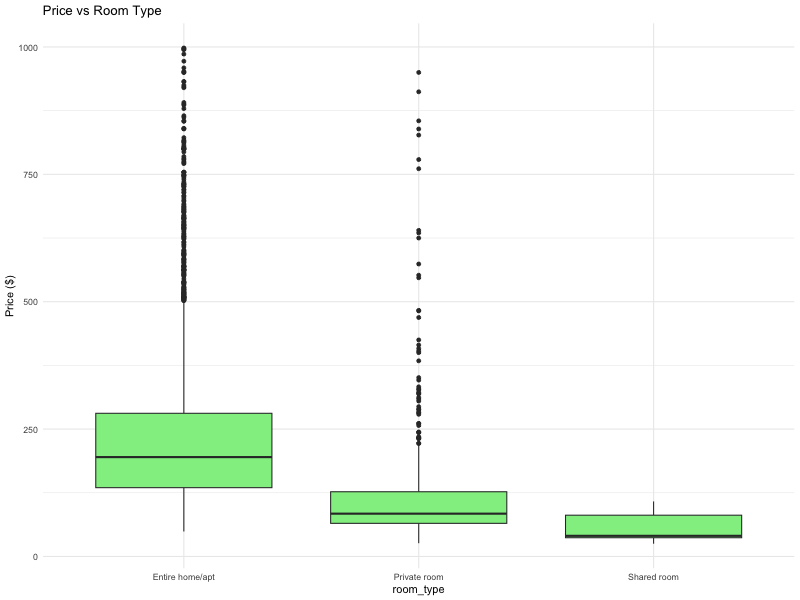 Price vs Room Type
1000
750
500
250
0
Price ($)
Entire home/apt
Private room
Shared room
room_type